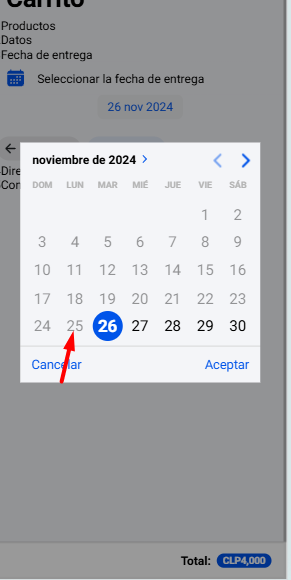 Carrito
Productos
Datos
Fecha de entrega
Seleccionar la fecha de entrega
26 nov 2024
Dire
Con
noviembre de 2024
DOM LUN MAR MIÉ JUE VIE SÁB
1 2
3 4 5 6 7 8 9
10 11 12 13 14 15 16
17 18 19 20 21 22 23
24 25 26 27 28 29 30
Cancelar Aceptar
Total: CLP4,000